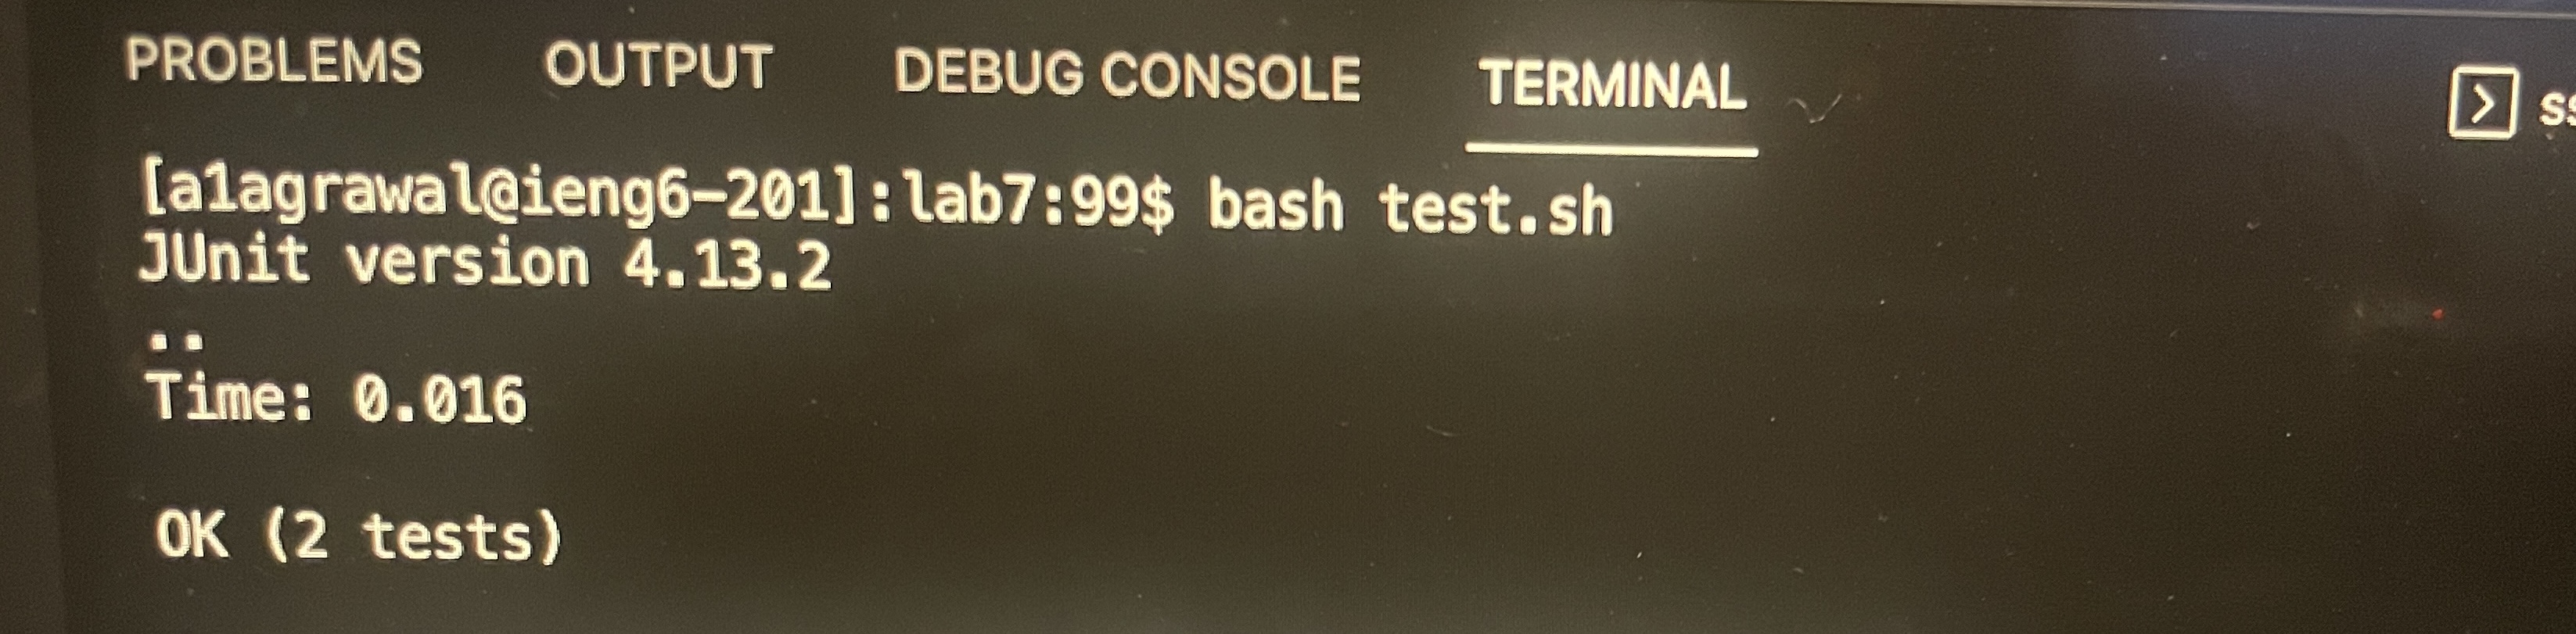 PROBLEMS OUTPUT DEBUG CONSOLE TERMINAL
[a1agrawal@ieng6-201]:lab7:99$ bash test.sh
JUnit version 4.13.2
..
Time: 0.016
OK (2 tests)